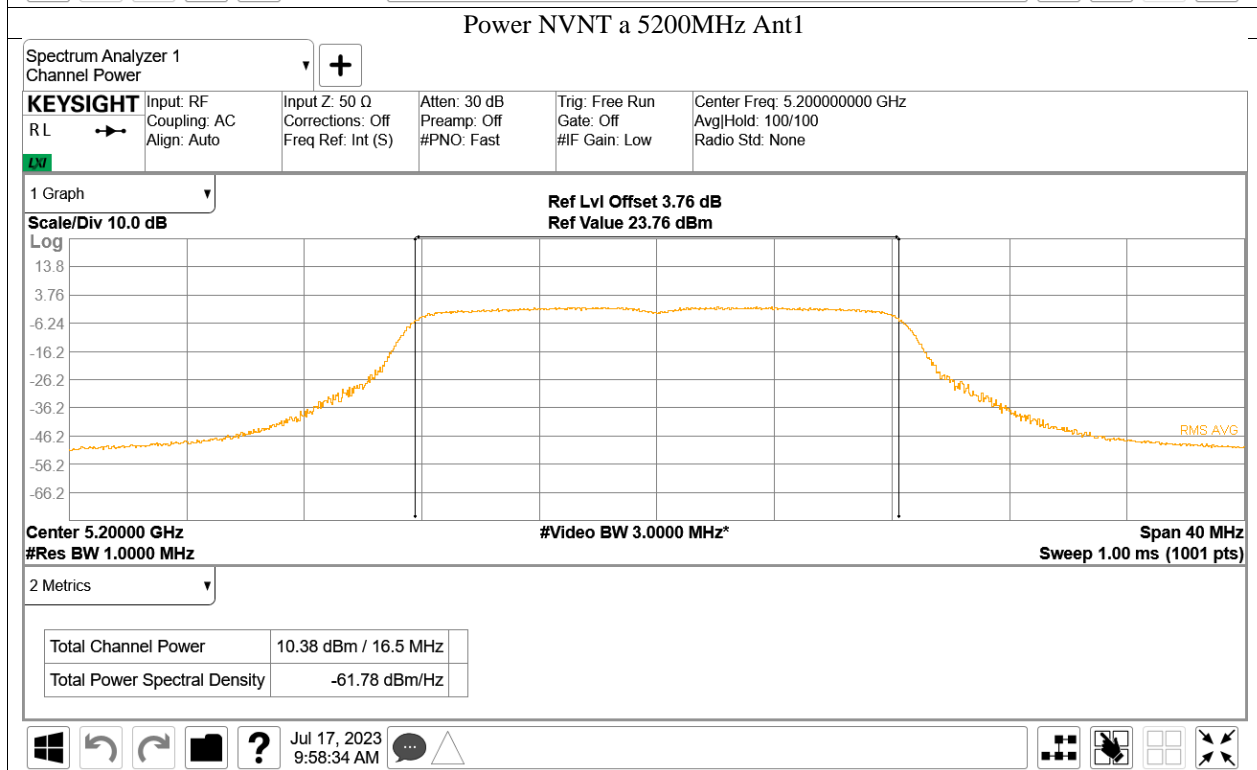 Power NVNT a 5200MHz Ant1
Spectrum Analyzer 1
Channel Power
KEYSIGHT
R L
LXI
Input: RF
Coupling: AC
Align: Auto
Input Z: 50 Ω
Corrections: Off
Freq Ref: Int (S)
Atten: 30 dB
Preamp: Off
#PNO: Fast
Trig: Free Run
Gate: Off
#IF Gain: Low
Center Freq: 5.200000000 GHz
Avg|Hold: 100/100
Radio Std: None
1 Graph
Scale/Div 10.0 dB
Ref Lvl Offset 3.76 dB
Ref Value 23.76 dBm
Log
13.8
3.76
-6.24
-16.2
-26.2
-36.2
-46.2
-56.2
-66.2
RMS AVG
Center 5.20000 GHz
#Video BW 3.0000 MHz*
Span 40 MHz
#Res BW 1.0000 MHz
Sweep 1.00 ms (1001 pts)
2 Metrics
Total Channel Power 10.38 dBm / 16.5 MHz
Total Power Spectral Density -61.78 dBm/Hz
?
Jul 17, 2023
9:58:34 AM